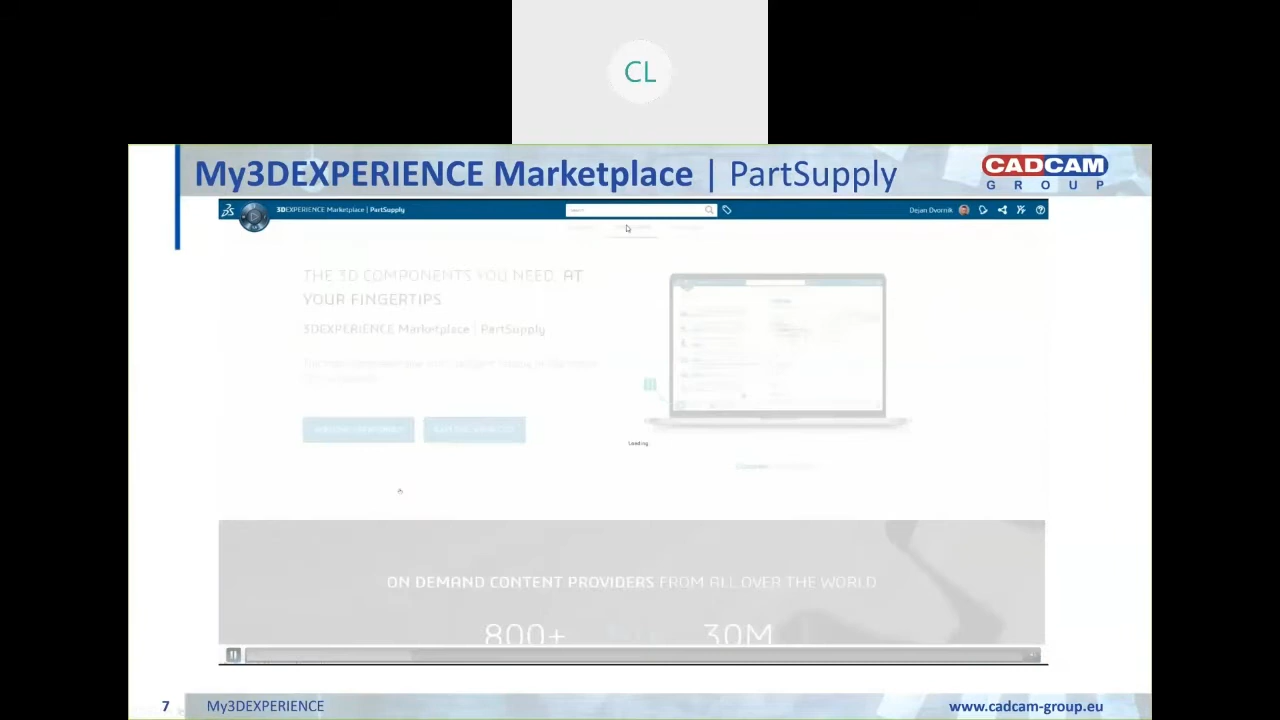 CL
My3DEXPERIENCE Marketplace | PartSupply
CADCAM
GROUP
3DEXPERIENCE Marketplace | PartSupply
Dejan Dvornik
THE 3D COMPONENTS YOU NEED, AT
YOUR FINGERTIPS
3DEXPERIENCE Marketplace | PartSupply
Loading
ON DEMAND CONTENT PROVIDERS FROM ALL OVER THE WORLD
800+ 30M
7 My3DEXPERIENCE www.cadcam-group.eu